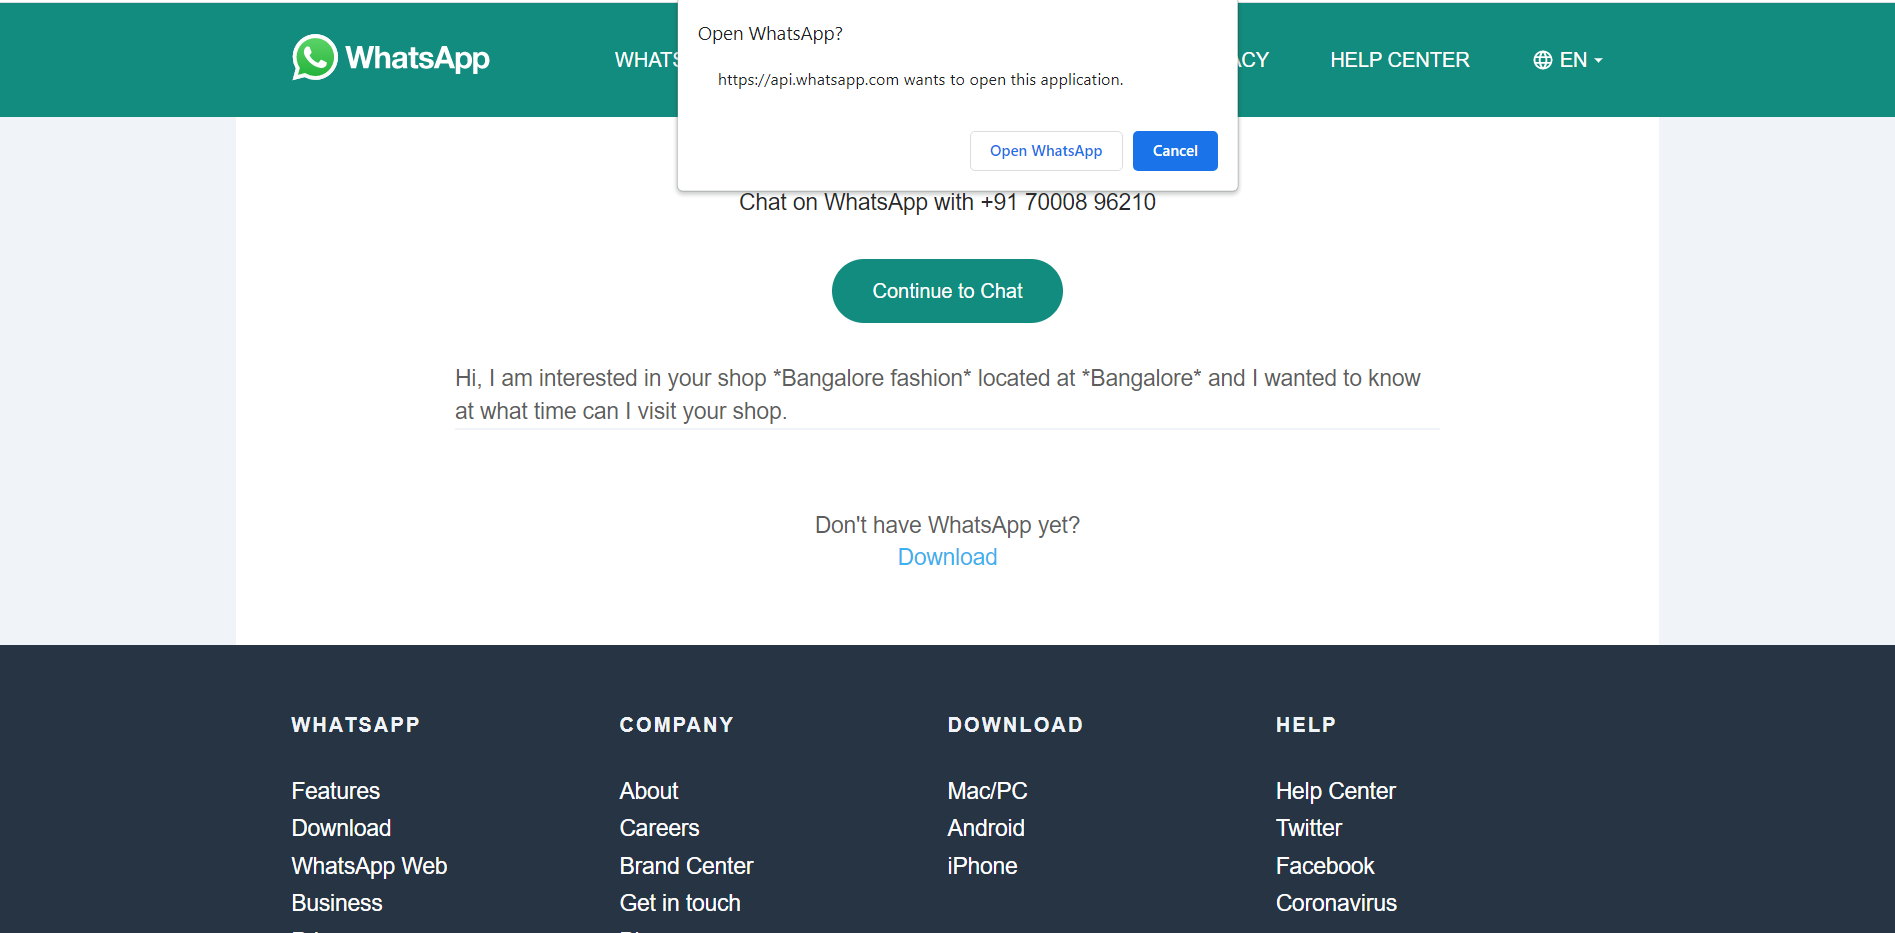 Open WhatsApp?
https://api.whatsapp.com wants to open this application.
Open WhatsApp Cancel
WhatsApp HELP CENTER EN
Chat on WhatsApp with +91 70008 96210
Continue to Chat
Hi, I am interested in your shop *Bangalore fashion* located at *Bangalore* and I wanted to know
at what time can I visit your shop.
Don't have WhatsApp yet?
Download
WHATSAPP COMPANY DOWNLOAD HELP
Features About Mac/PC Help Center
Download Careers Android Twitter
WhatsApp Web Brand Center iPhone Facebook
Business Get in touch Coronavirus